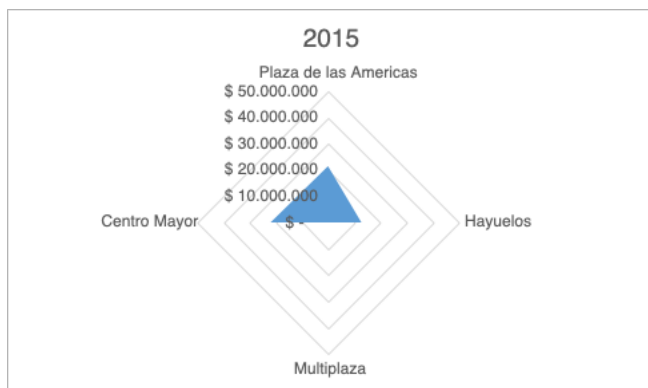 2015
Plaza de las Americas
$ 50.000.000
$ 40.000.000
$ 30.000.000
$ 20.000.000
$ 10.000.000
Centro Mayor
$ -
Hayuelos
Multiplaza